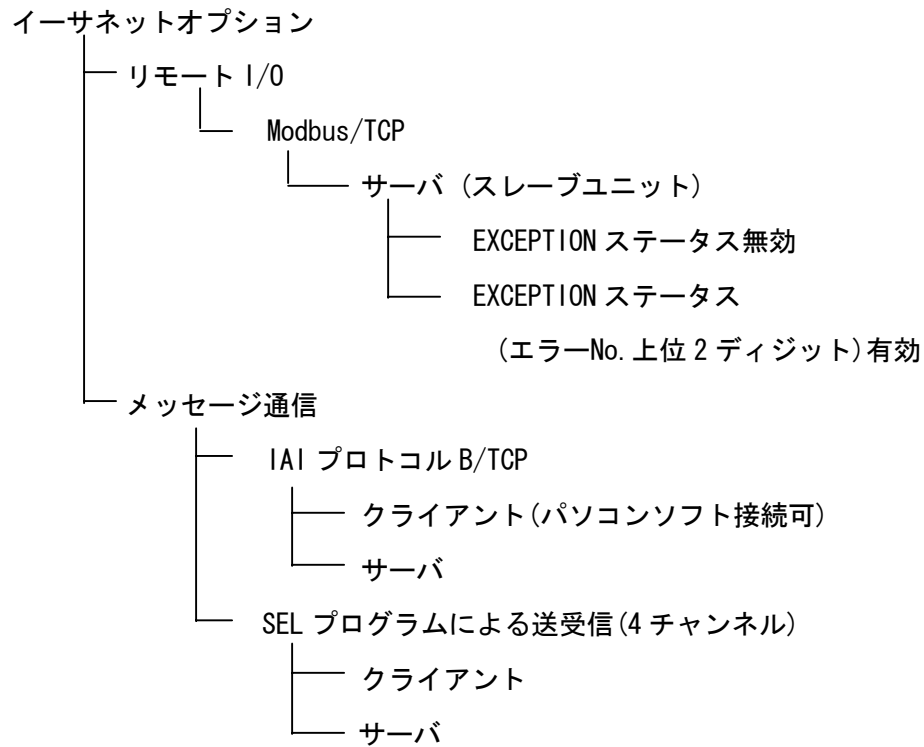 イーサネットオプション
リモート I/O
Modbus/TCP
サーバ (スレーブユニット)
EXCEPTION ステータス無効
EXCEPTION ステータス
(エラーNo.上位 2 ディジット)有効
メッセージ通信
IAI プロトコル B/TCP
クライアント(パソコンソフト接続可)
サーバ
SEL プログラムによる送受信(4 チャンネル)
クライアント
サーバ